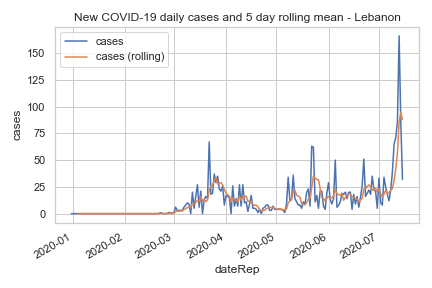 New COVID-19 daily cases and 5 day rolling mean - Lebanon
cases
cases (rolling)
150
125
100
75
50
25
0
cases
2020-01
2020-02
2020-03
2020-04
2020-05
2020-06
2020-07
dateRep